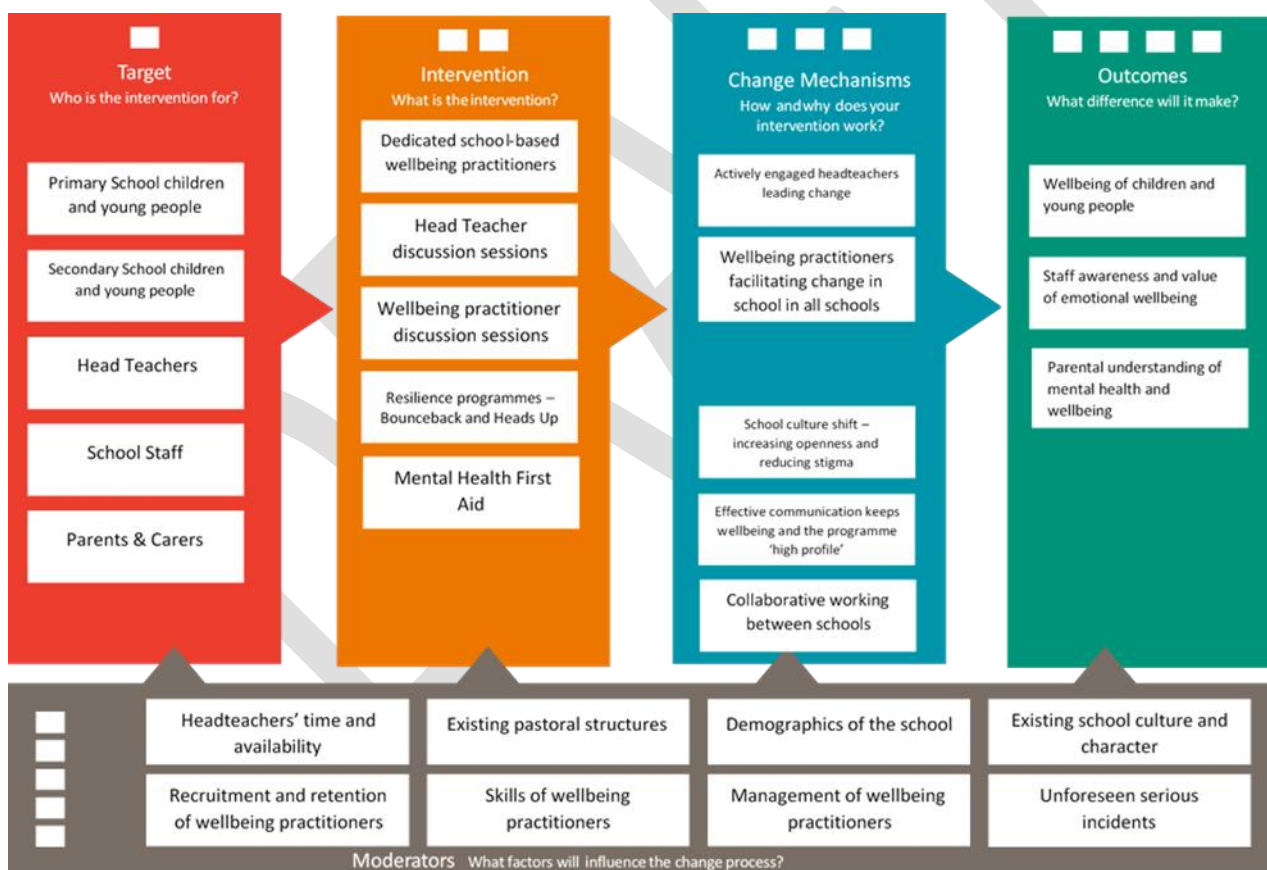 Target
Who is the intervention for?
Primary School children
and young people
Secondary School children
and young people
Head Teachers
School Staff
Parents & Carers
Intervention
What is the intervention?
Dedicated school-based
wellbeing practitioners
Head Teacher
discussion sessions
Wellbeing practitioner
discussion sessions
Resilience programmes –
Bounceback and Heads Up
Mental Health First
Aid
Change Mechanisms
How and why does your
intervention work?
Actively engaged headteachers
leading change
Wellbeing practitioners
facilitating change in
school in all schools
School culture shift –
increasing openness and
reducing stigma
Effective communication keeps
wellbeing and the programme
‘high profile’
Collaborative working
between schools
Outcomes
What difference will it make?
Wellbeing of children and
young people
Staff awareness and value
of emotional wellbeing
Parental understanding of
mental health and
wellbeing
Headteachers’ time and
availability
Existing pastoral structures
Demographics of the school
Existing school culture and
character
Recruitment and retention
of wellbeing practitioners
Skills of wellbeing
practitioners
Management of wellbeing
practitioners
Unforeseen serious
incidents
Moderators What factors will influence the change process?